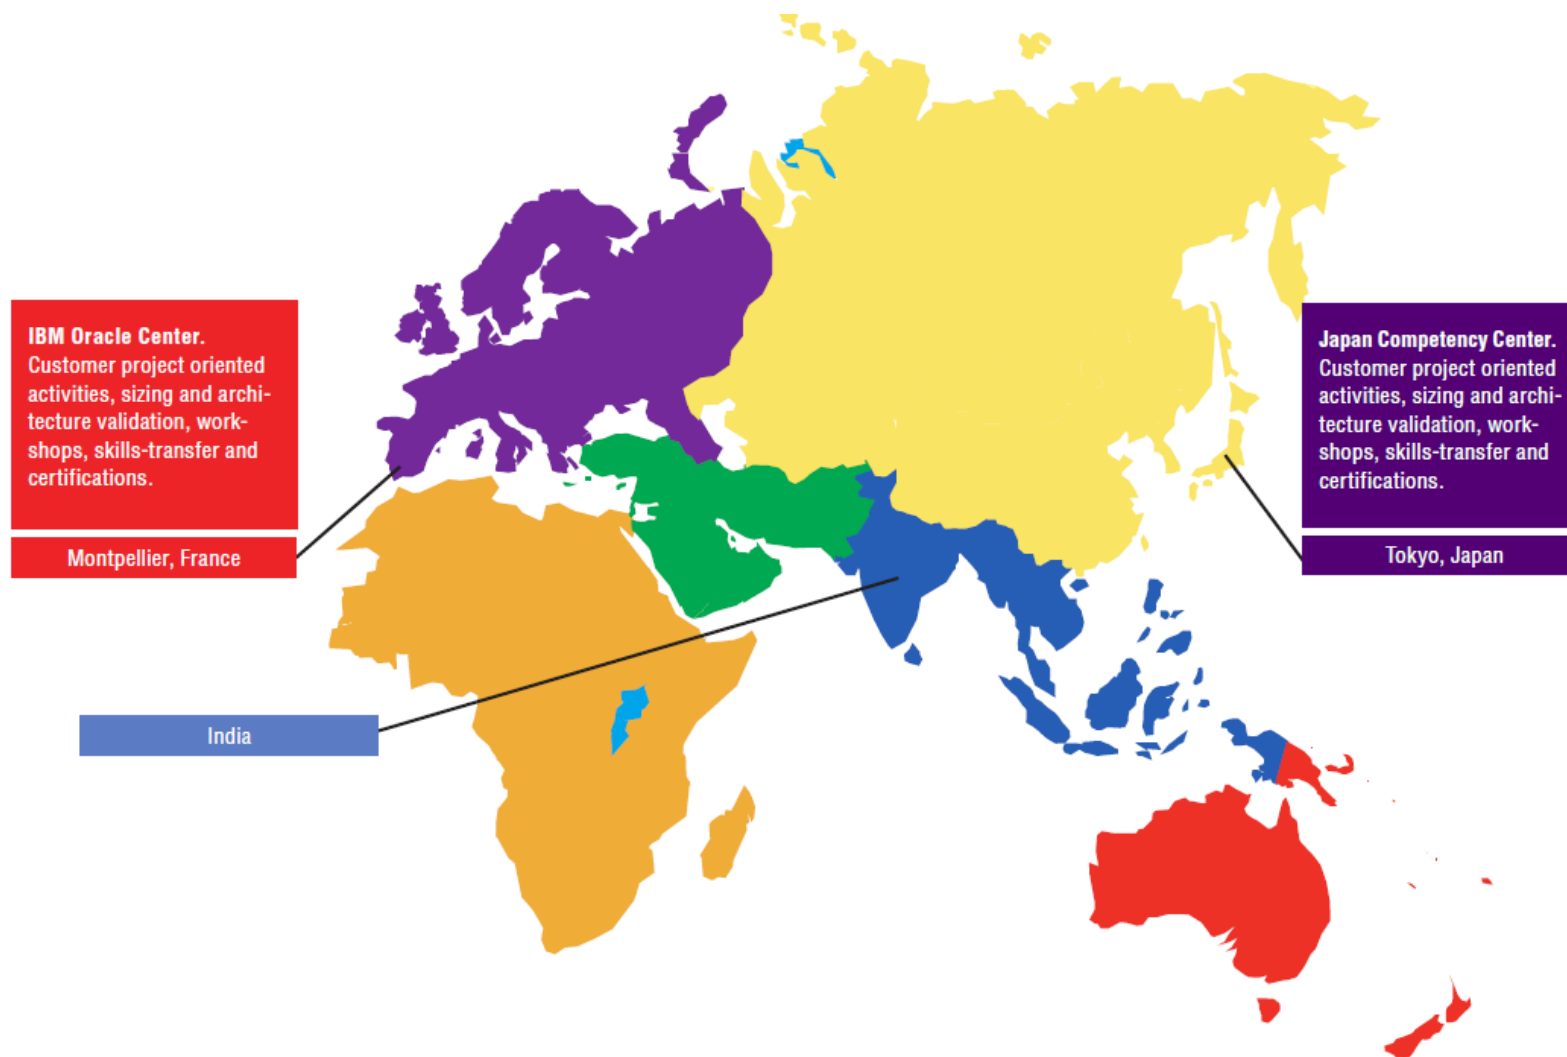 IBM Oracle Center.
Customer project oriented
activities, sizing and archi-
tecture validation, work-
shops, skills-transfer and
certifications.
Montpellier, France
India
Japan Competency Center.
Customer project oriented
activities, sizing and archi-
tecture validation, work-
shops, skills-transfer and
certifications.
Tokyo, Japan